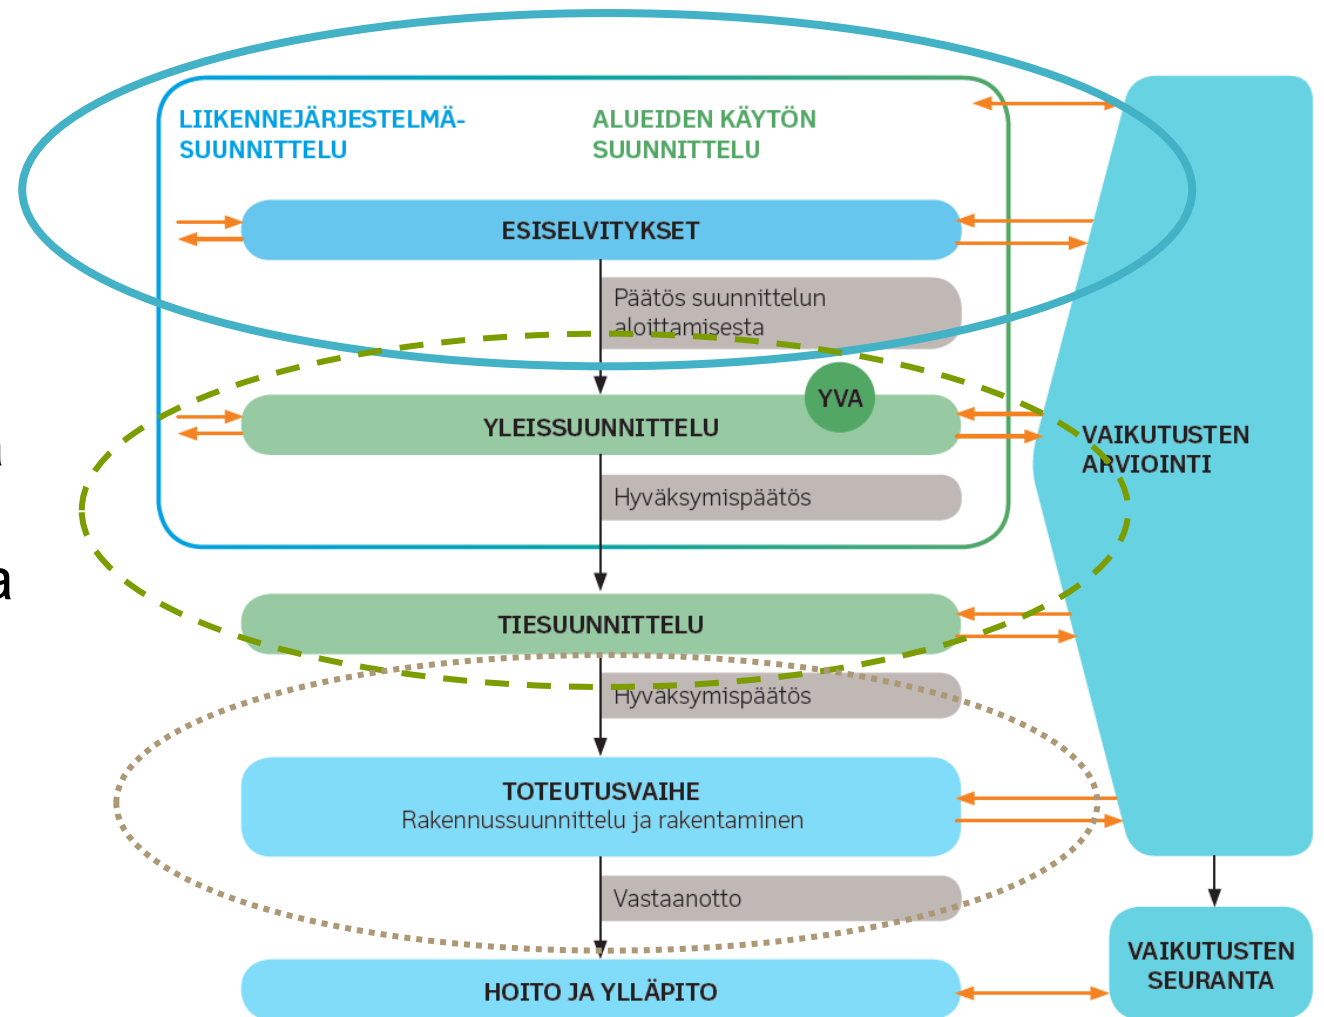 LIIKENNEJÄRJESTELMÄ-
SUUNNITTELU
ALUEIDEN KÄYTÖN
SUUNNITTELU
ESISELVITYKSET
Päätös suunnittelun
aloittamisesta
YVA
YLEISSUUNNITTELU
VAIKUTUSTEN
ARVIOINTI
Hyväksymispäätös
a
TIESUUNNITTELU
Hyväksymispäätös
TOTEUTUSVAIHE
Rakennussuunnittelu ja rakentaminen
Vastaanotto
VAIKUTUSTEN
SEURANTA
HOITO JA YLLÄPITO